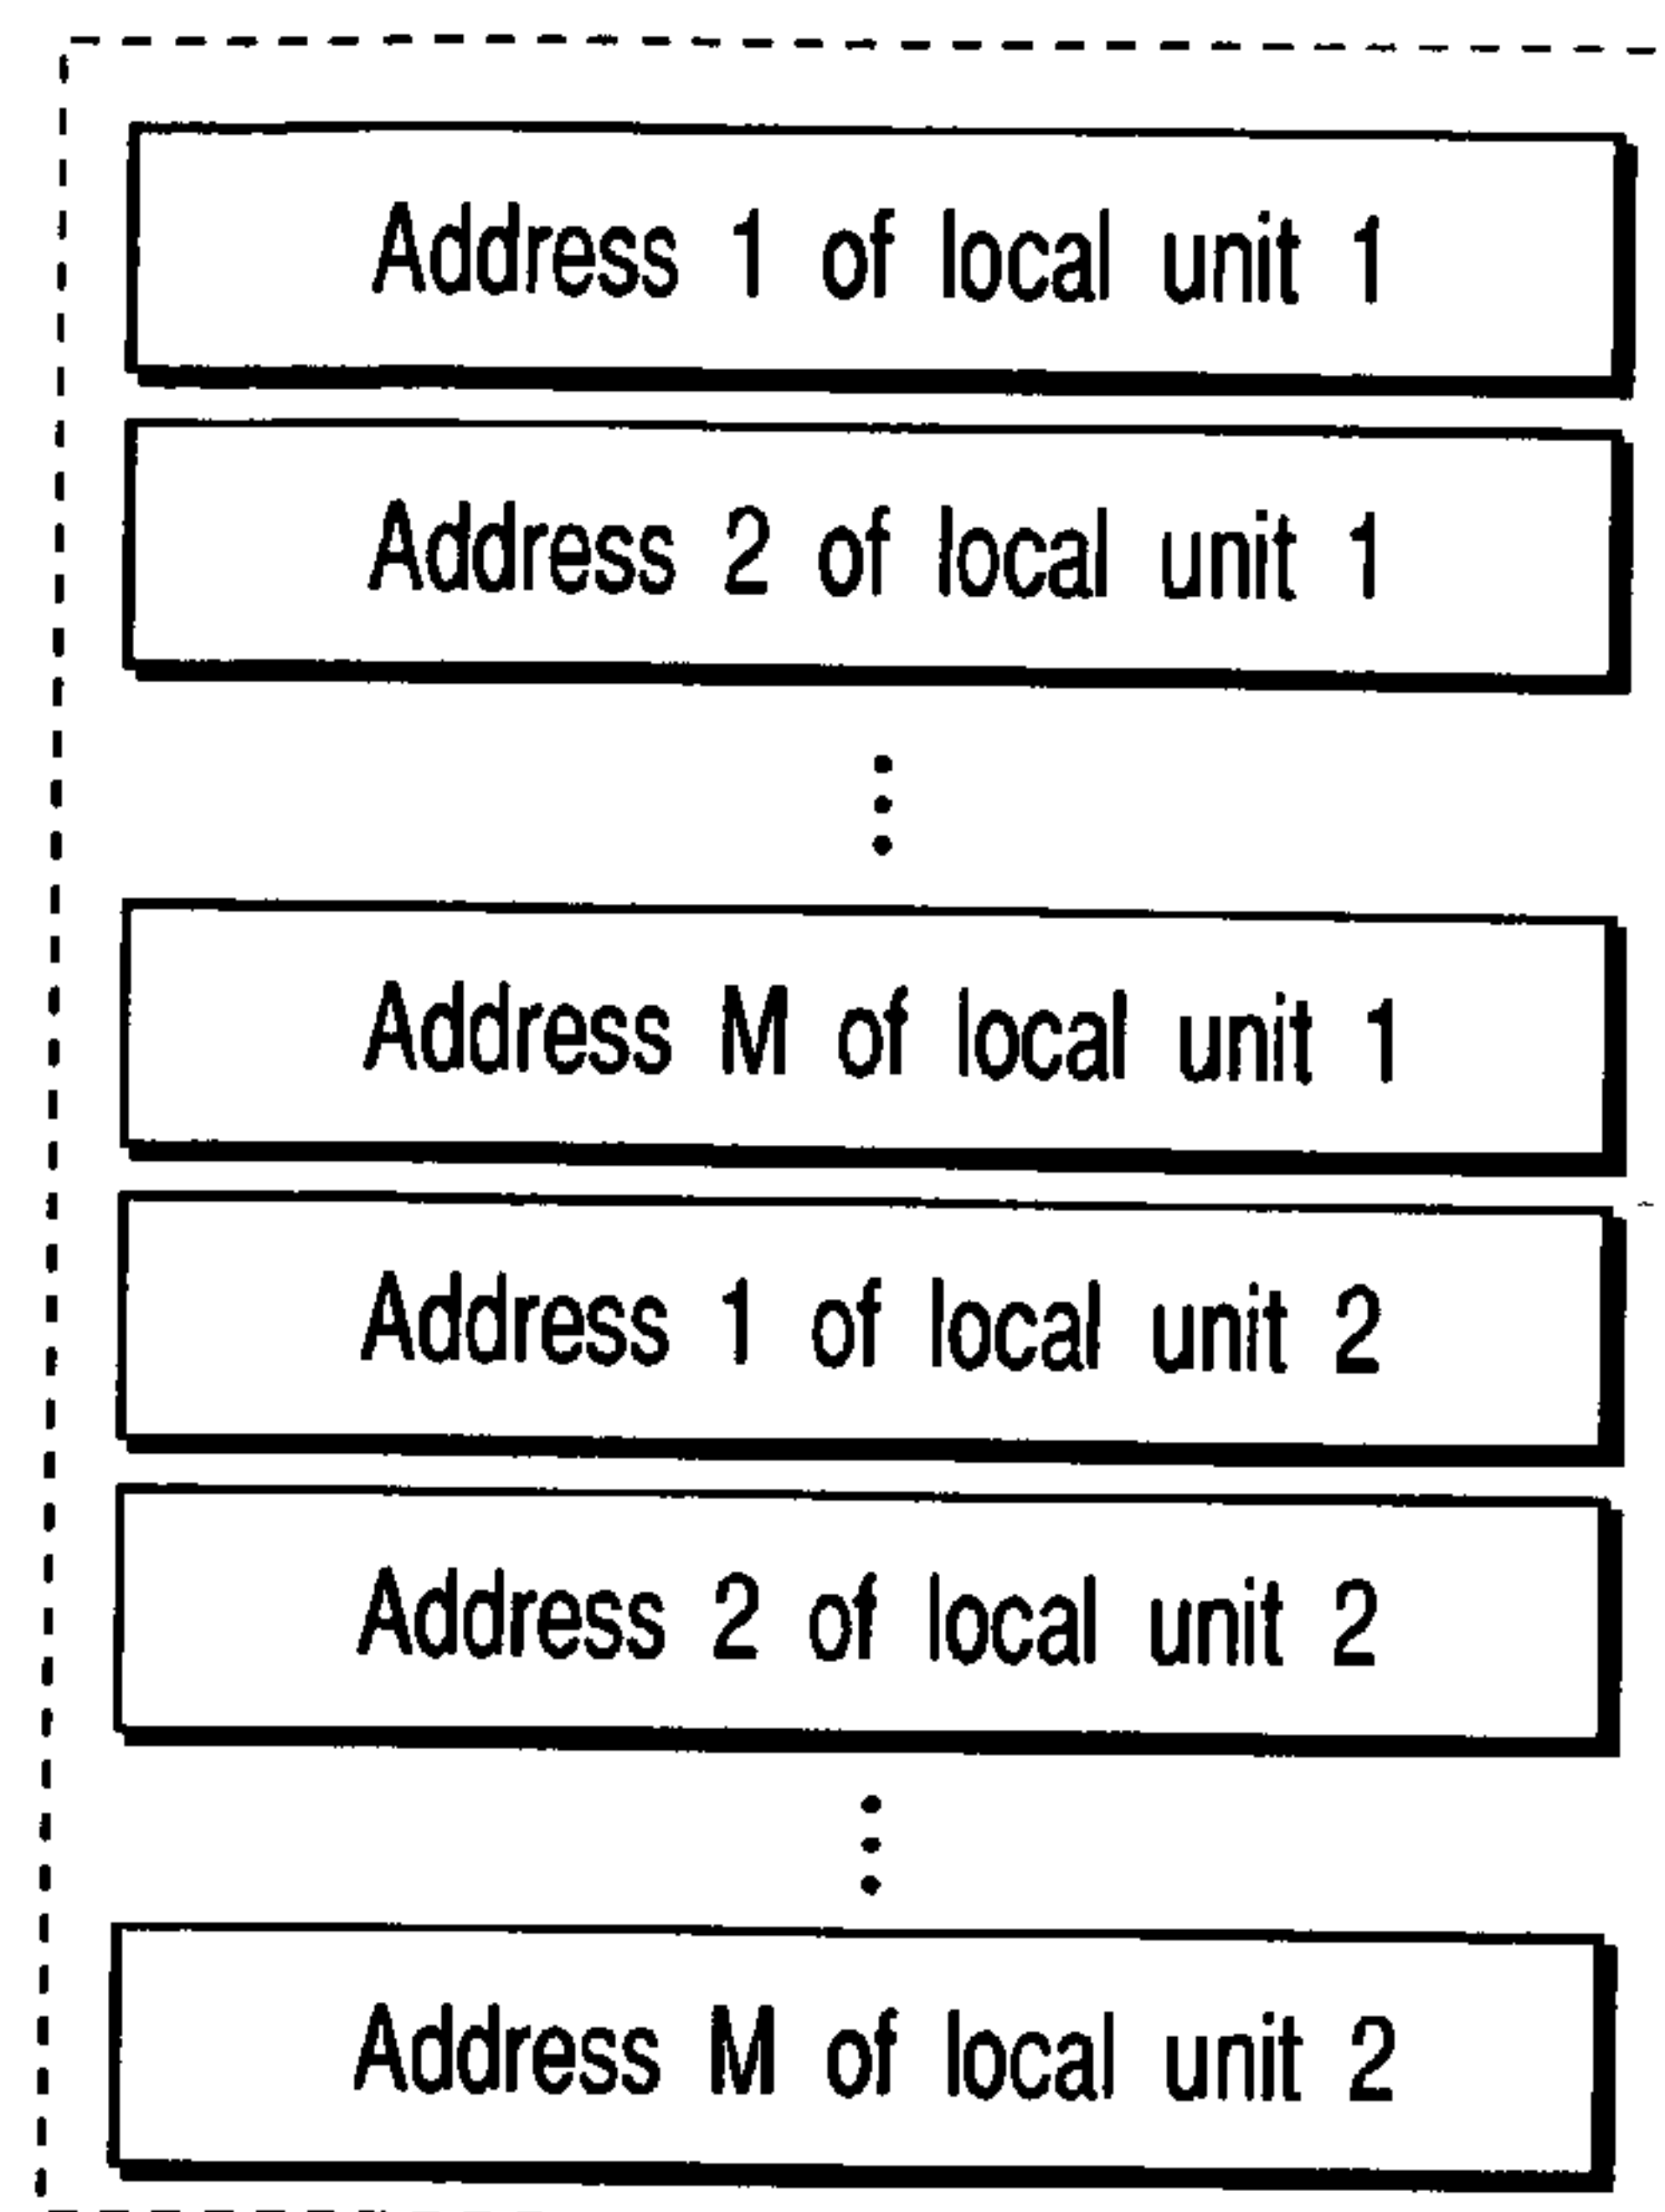 Address 1 of local unit 1
Address 2 of local unit 1
Address M of local unit 1
Address 1 of local unit 2
Address 2 of local unit 2
Address M of local unit 2